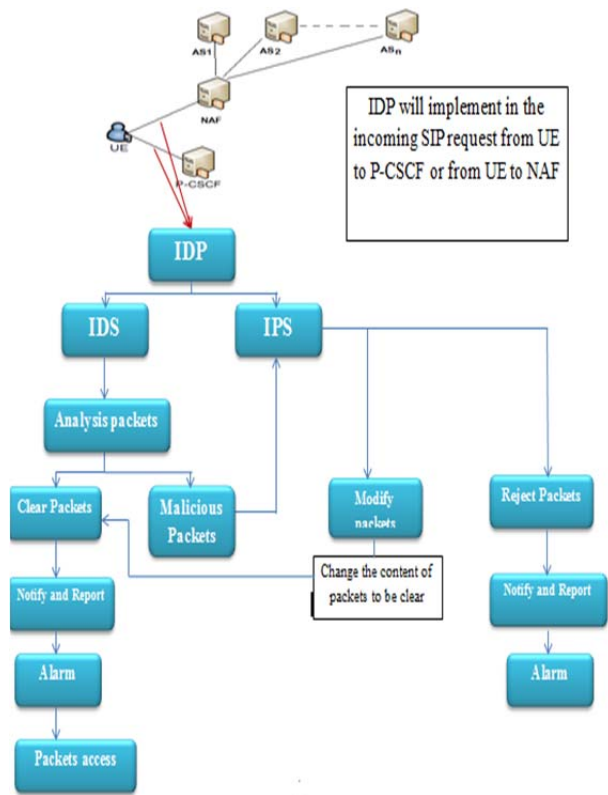 AS1
AS2
ASn
NAF
UE
P-CSCF
IDP will implement in the
incoming SIP request from UE
to P-CSCF or from UE to NAF
IDP
IDS
IPS
Analysis packets
Clear Packets
Malicious
Packets
Modify
packets
Reject Packets
Change the content of
packets to be clear
Notify and Report
Notify and Report
Alarm
Alarm
Packets access